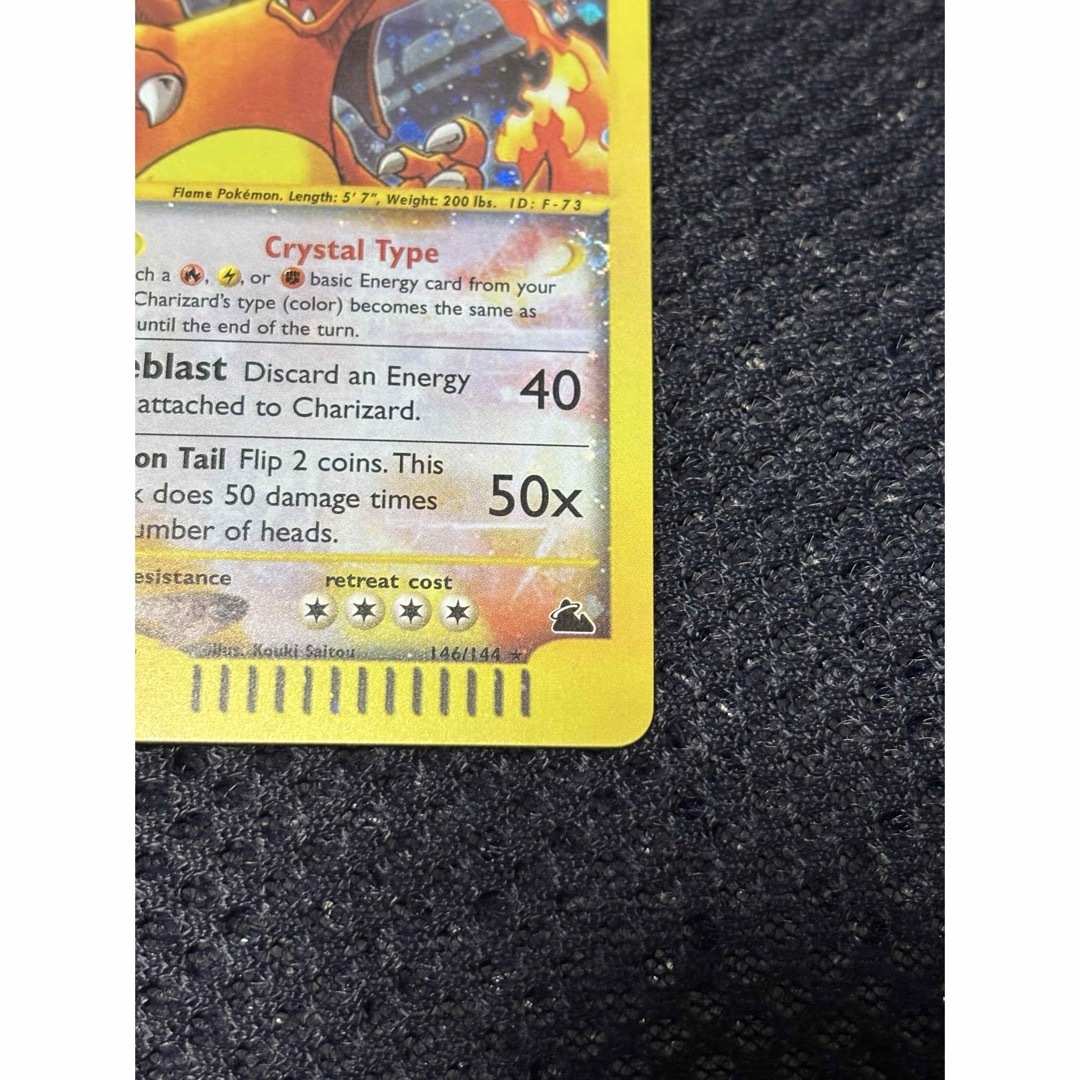 Flame Pokémon. Length: 5' 7", Weight: 200 lbs. ID: F-73
Crystal Type
ch a , , or basic Energy card from your
Charizard's type (color) becomes the same as
until the end of the turn.
eblast Discard an Energy 40
attached to Charizard.
on Tail Flip 2 coins. This
k does 50 damage times 50x
umber of heads.
esistance retreat cost
illus. Kouki Saitou 146/144 ★